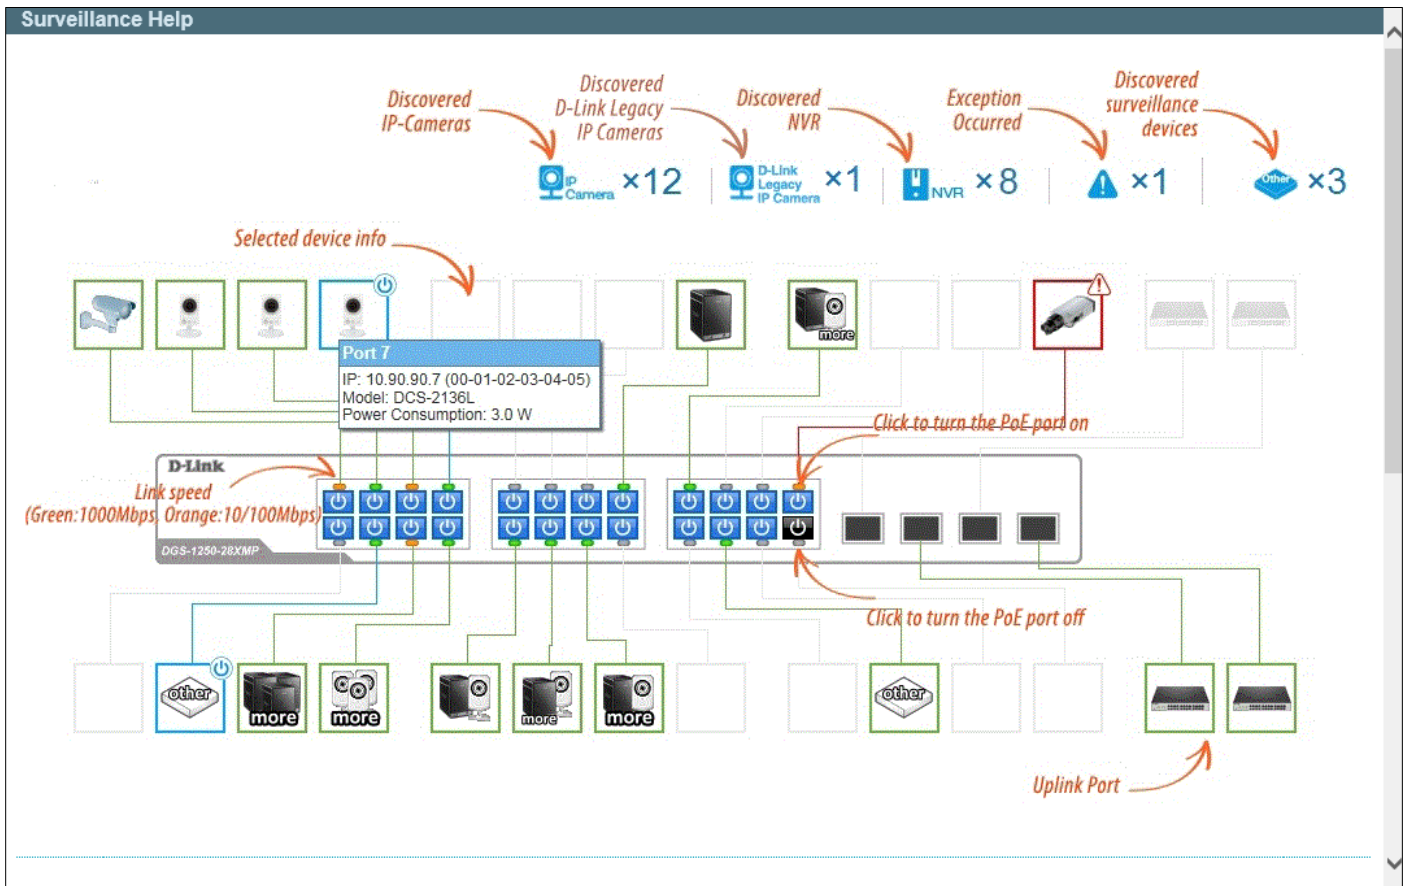 Surveillance Help
Discovered
IP-Cameras
Discovered
D-Link Legacy
IP Cameras
Discovered
NVR
Exception
Occurred
Discovered
surveillance
devices
IP
Camera
×12
D-Link
Legacy
IP Camera
×1
NVR
×8
×1
Other
×3
Selected device info
more
Port 7
IP: 10.90.90.7 (00-01-02-03-04-05)
Model: DCS-2136L
Power Consumption: 3.0 W
Click to turn the PoE port on
D-Link
Link speed
(Green:1000Mbps, Orange:10/100Mbps)
DGS-1250-28XMP
Click to turn the PoE port off
other
more
more
more
more
other
Uplink Port